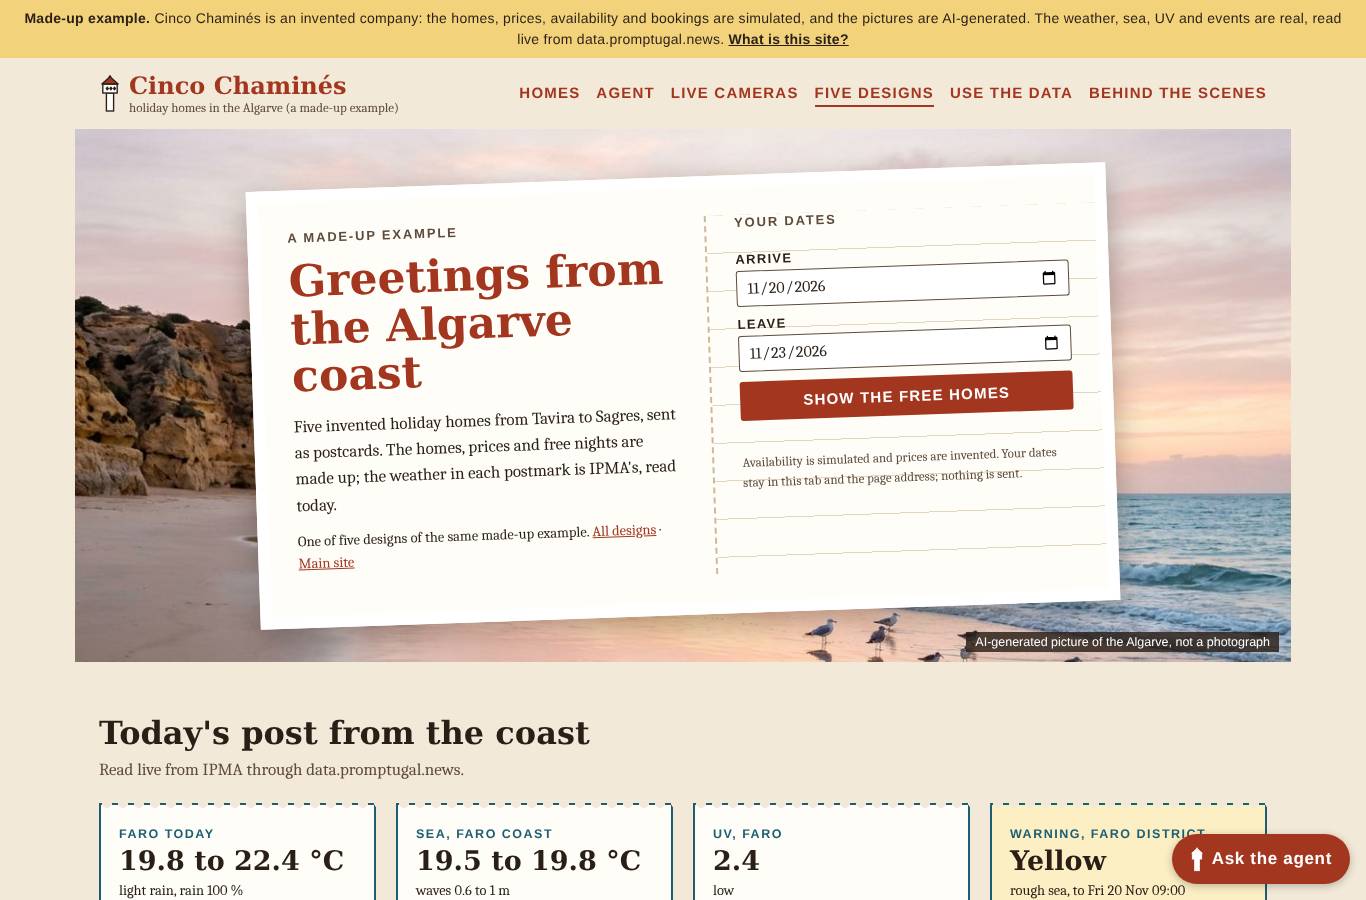 Made-up example. Cinco Chaminés is an invented company: the homes, prices, availability and bookings are simulated, and the pictures are AI-generated. The weather, sea, UV and events are real, read
live from data.promptugal.news. What is this site?
Cinco Chaminés
holiday homes in the Algarve (a made-up example)
HOMES AGENT LIVE CAMERAS FIVE DESIGNS USE THE DATA BEHIND THE SCENES
A MADE-UP EXAMPLE
Greetings from
the Algarve
coast
Five invented holiday homes from Tavira to Sagres, sent
as postcards. The homes, prices and free nights are
made up; the weather in each postmark is IPMA's, read
today.
One of five designs of the same made-up example. All designs ·
Main site
YOUR DATES
ARRIVE
11/20/2026
LEAVE
11/23/2026
SHOW THE FREE HOMES
Availability is simulated and prices are invented. Your dates
stay in this tab and the page address; nothing is sent.
AI-generated picture of the Algarve, not a photograph
Today's post from the coast
Read live from IPMA through data.promptugal.news.
FARO TODAY
19.8 to 22.4 °C
light rain, rain 100 %
SEA, FARO COAST
19.5 to 19.8 °C
waves 0.6 to 1 m
UV, FARO
2.4
low
WARNING, FARO DISTRICT
Yellow
rough sea, to Fri 20 Nov 09:00
Ask the agent